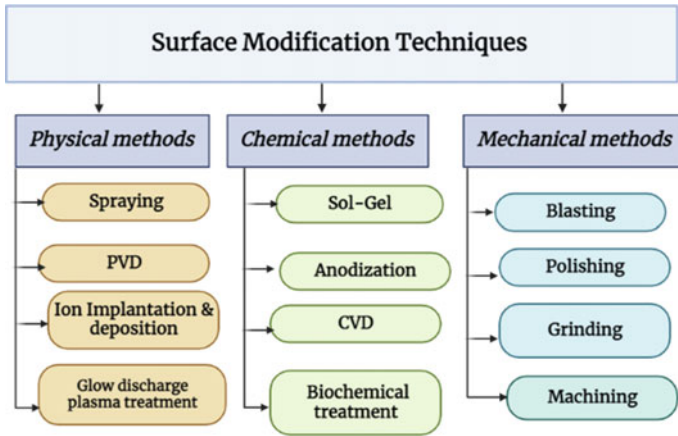 Surface Modification Techniques
Physical methods
Spraying
PVD
Ion Implantation &
deposition
Glow discharge
plasma treatment
Chemical methods
Sol-Gel
Anodization
CVD
Biochemical
treatment
Mechanical methods
Blasting
Polishing
Grinding
Machining